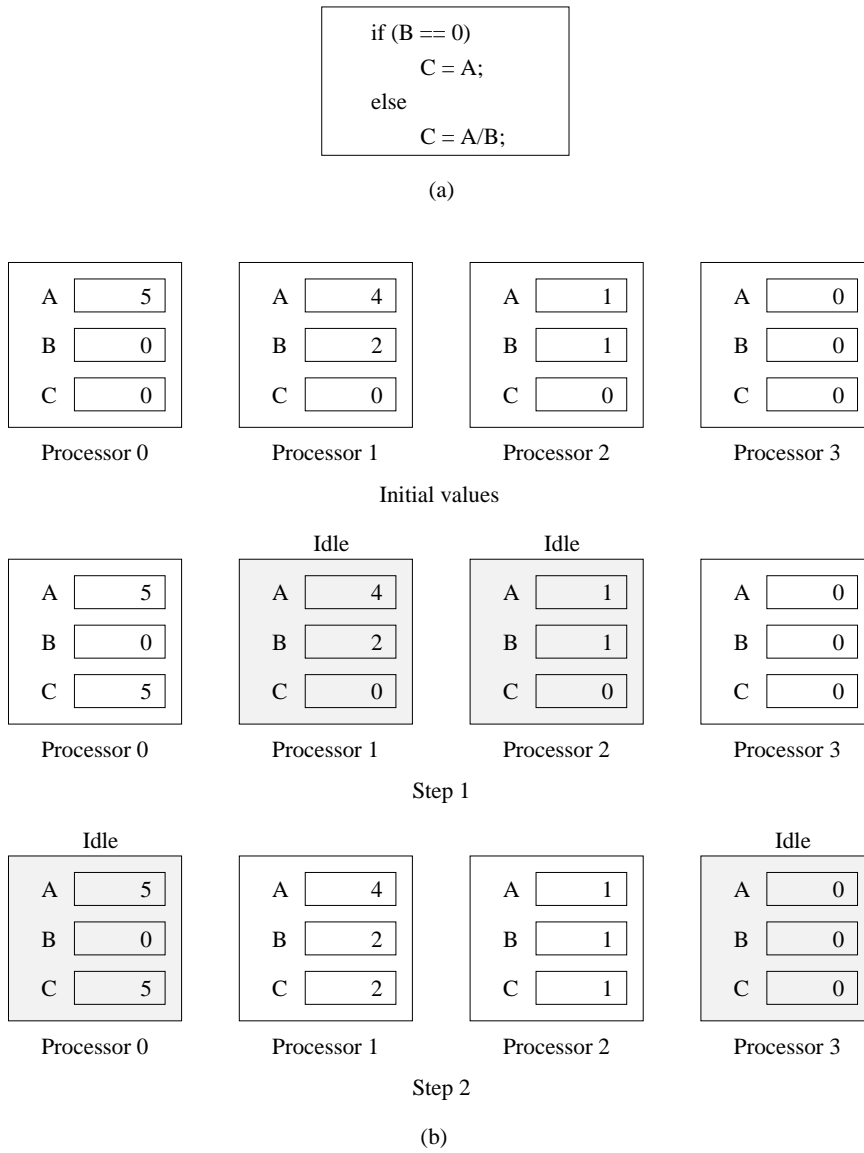 if (B == 0)
C = A;
else
C = A/B;
(a)
A 5 A 4 A 1 A 0
B 0 B 2 B 1 B 0
C 0 C 0 C 0 C 0
Processor 0 Processor 1 Processor 2 Processor 3
Initial values
Idle Idle
A 5 A 4 A 1 A 0
B 0 B 2 B 1 B 0
C 5 C 0 C 0 C 0
Processor 0 Processor 1 Processor 2 Processor 3
Step 1
Idle Idle
A 5 A 4 A 1 A 0
B 0 B 2 B 1 B 0
C 5 C 2 C 1 C 0
Processor 0 Processor 1 Processor 2 Processor 3
Step 2
(b)